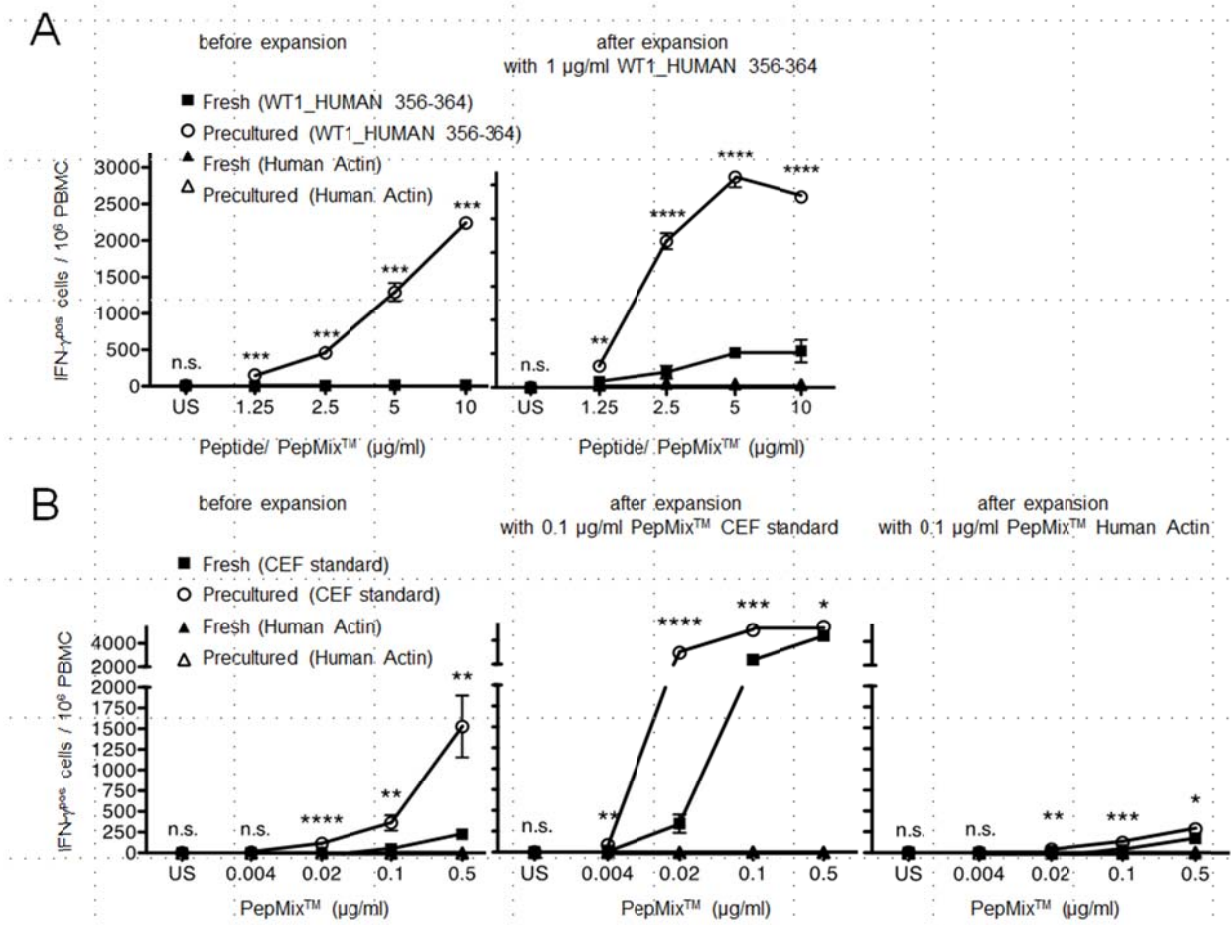 A
before expansion
after expansion
with 1 µg/ml WT1_HUMAN 356-364
Fresh (WT1_HUMAN 356-364)
Precultured (WT1_HUMAN 356-364)
Fresh (Human Actin)
Precultured (Human Actin)
IFN-γᵖᵒˢ cells / 10⁶ PBMC
3000
2500
2000
1500
1000
500
0
n.s.
***
***
***
***
US
1.25
2.5
5
10
Peptide/ PepMix™ (µg/ml)
n.s.
**
****
****
****
US
1.25
2.5
5
10
Peptide/ PepMix™ (µg/ml)
B
before expansion
after expansion
with 0.1 µg/ml PepMix™ CEF standard
after expansion
with 0.1 µg/ml PepMix™ Human Actin
Fresh (CEF standard)
Precultured (CEF standard)
Fresh (Human Actin)
Precultured (Human Actin)
IFN-γᵖᵒˢ cells / 10⁶ PBMC
4000
2000
2000
1750
1500
1250
1000
750
500
250
0
n.s.
n.s.
****
**
**
US
0.004
0.02
0.1
0.5
PepMix™ (µg/ml)
n.s.
**
****
***
*
US
0.004
0.02
0.1
0.5
PepMix™ (µg/ml)
n.s.
n.s.
**
***
*
US
0.004
0.02
0.1
0.5
PepMix™ (µg/ml)